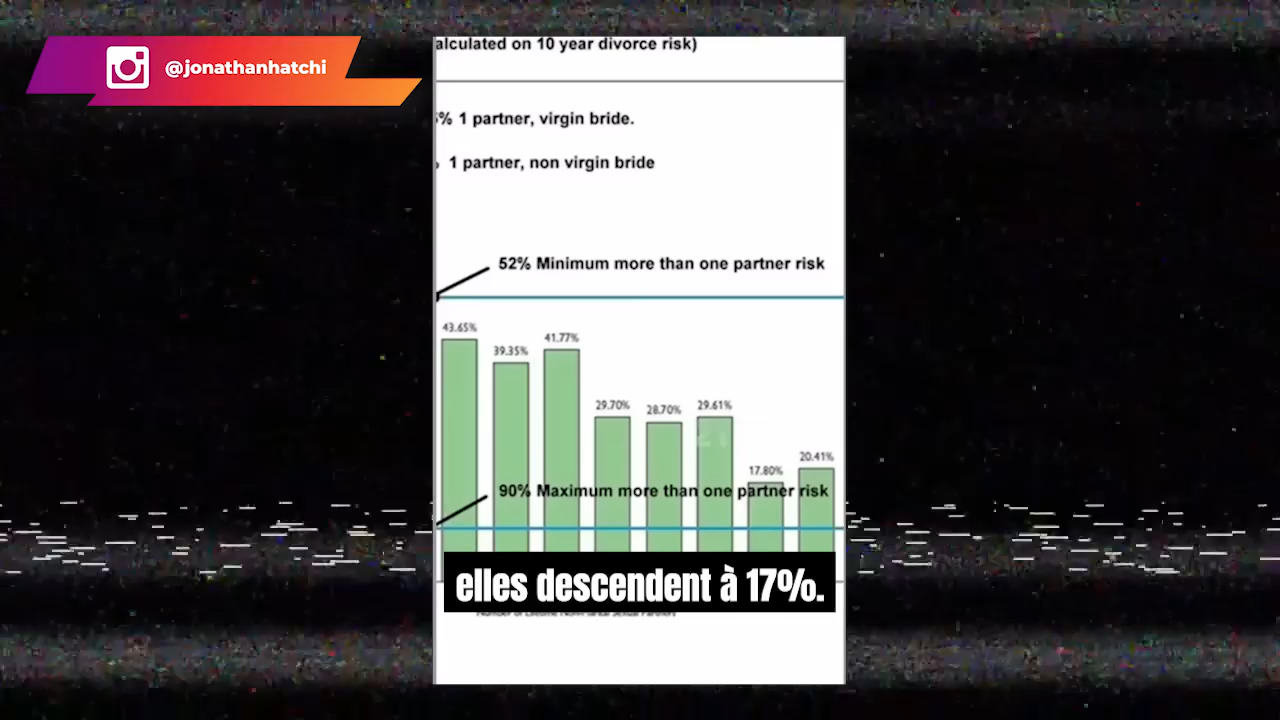 @jonathanhatchi
alculated on 10 year divorce risk)
% 1 partner, virgin bride.
1 partner, non virgin bride
52% Minimum more than one partner risk
43.65%
39.35%
41.77%
29.70%
28.70%
29.61%
17.80%
20.41%
90% Maximum more than one partner risk
elles descendent à 17%.